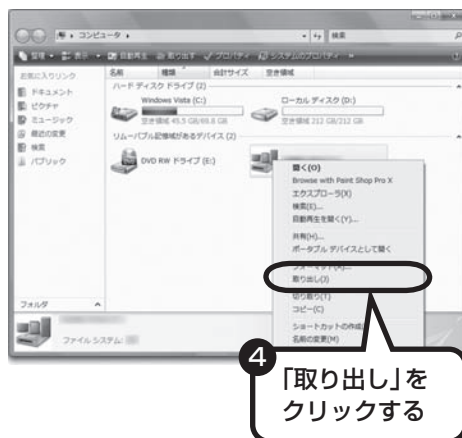 コンピュータ
検索
整理 表示 自動再生 取り出す プロパティ システムのプロパティ
お気に入りリンク
ドキュメント
ピクチャ
ミュージック
最近の変更
検索
パブリック
フォルダ
名前 種類 合計サイズ 空き領域
ハード ディスク ドライブ (2)
Windows Vista (C:)
空き領域 45.5 GB/69.8 GB
ローカル ディスク (D:)
空き領域 212 GB/212 GB
リムーバブル記憶域があるデバイス (2)
DVD RW ドライブ (E:)
開く(O)
Browse with Paint Shop Pro X
エクスプローラ(X)
検索(E)...
自動再生を開く(Y)...
共有(H)...
ポータブル デバイスとして開く
フォーマット(A)...
取り出し(J)
切り取り(T)
コピー(C)
ショートカットの作成
名前の変更(M)
ファイル システム:
4
「取り出し」を
クリックする